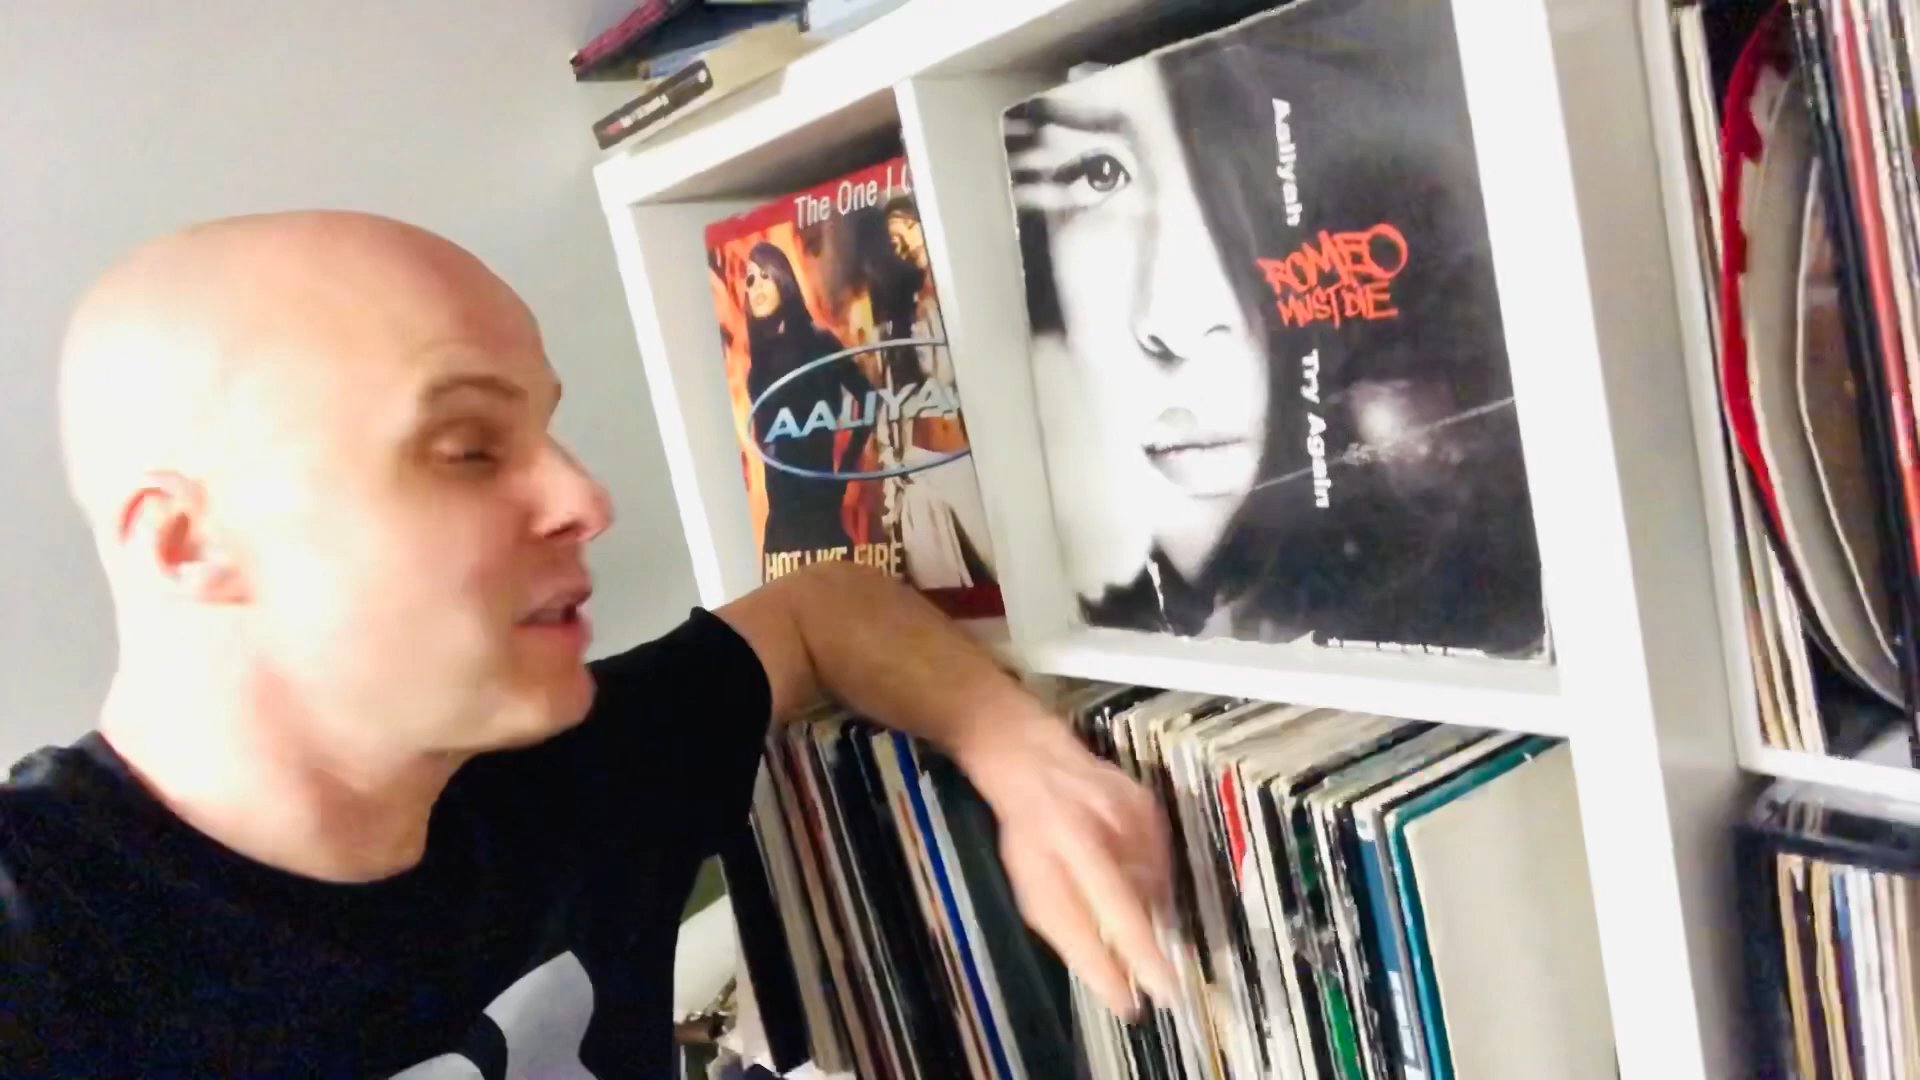 The One I
AALIYA
HOT LIKE FIRE
Aaliyah
ROMEO
MUST DIE
Try Again